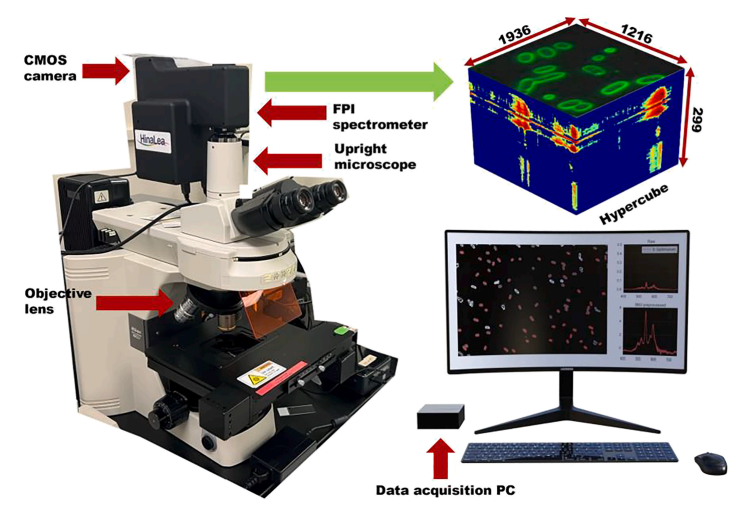 CMOS
camera
FPI
spectrometer
Upright
microscope
HinaLea
Objective
lens
1936
1216
299
Hypercube
Data acquisition PC